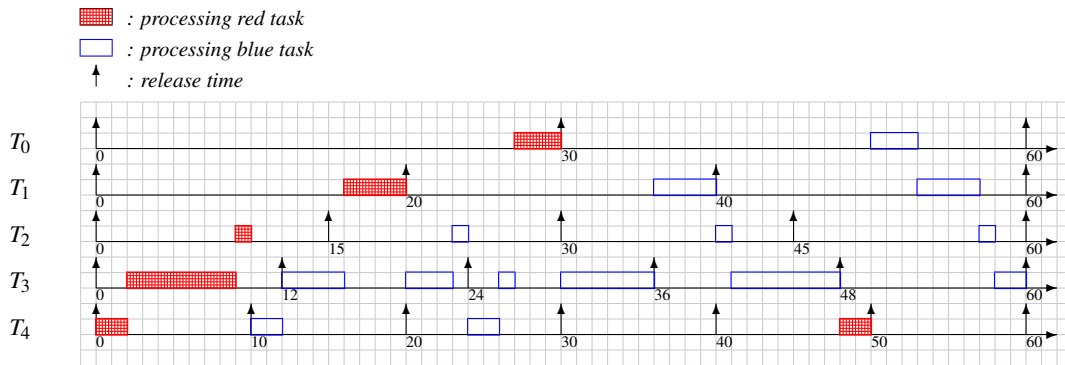 : processing red task
: processing blue task
: release time
T0
0 30 60
T1
0 20 40 60
T2
0 15 30 45 60
T3
0 12 24 36 48 60
T4
0 10 20 30 40 50 60